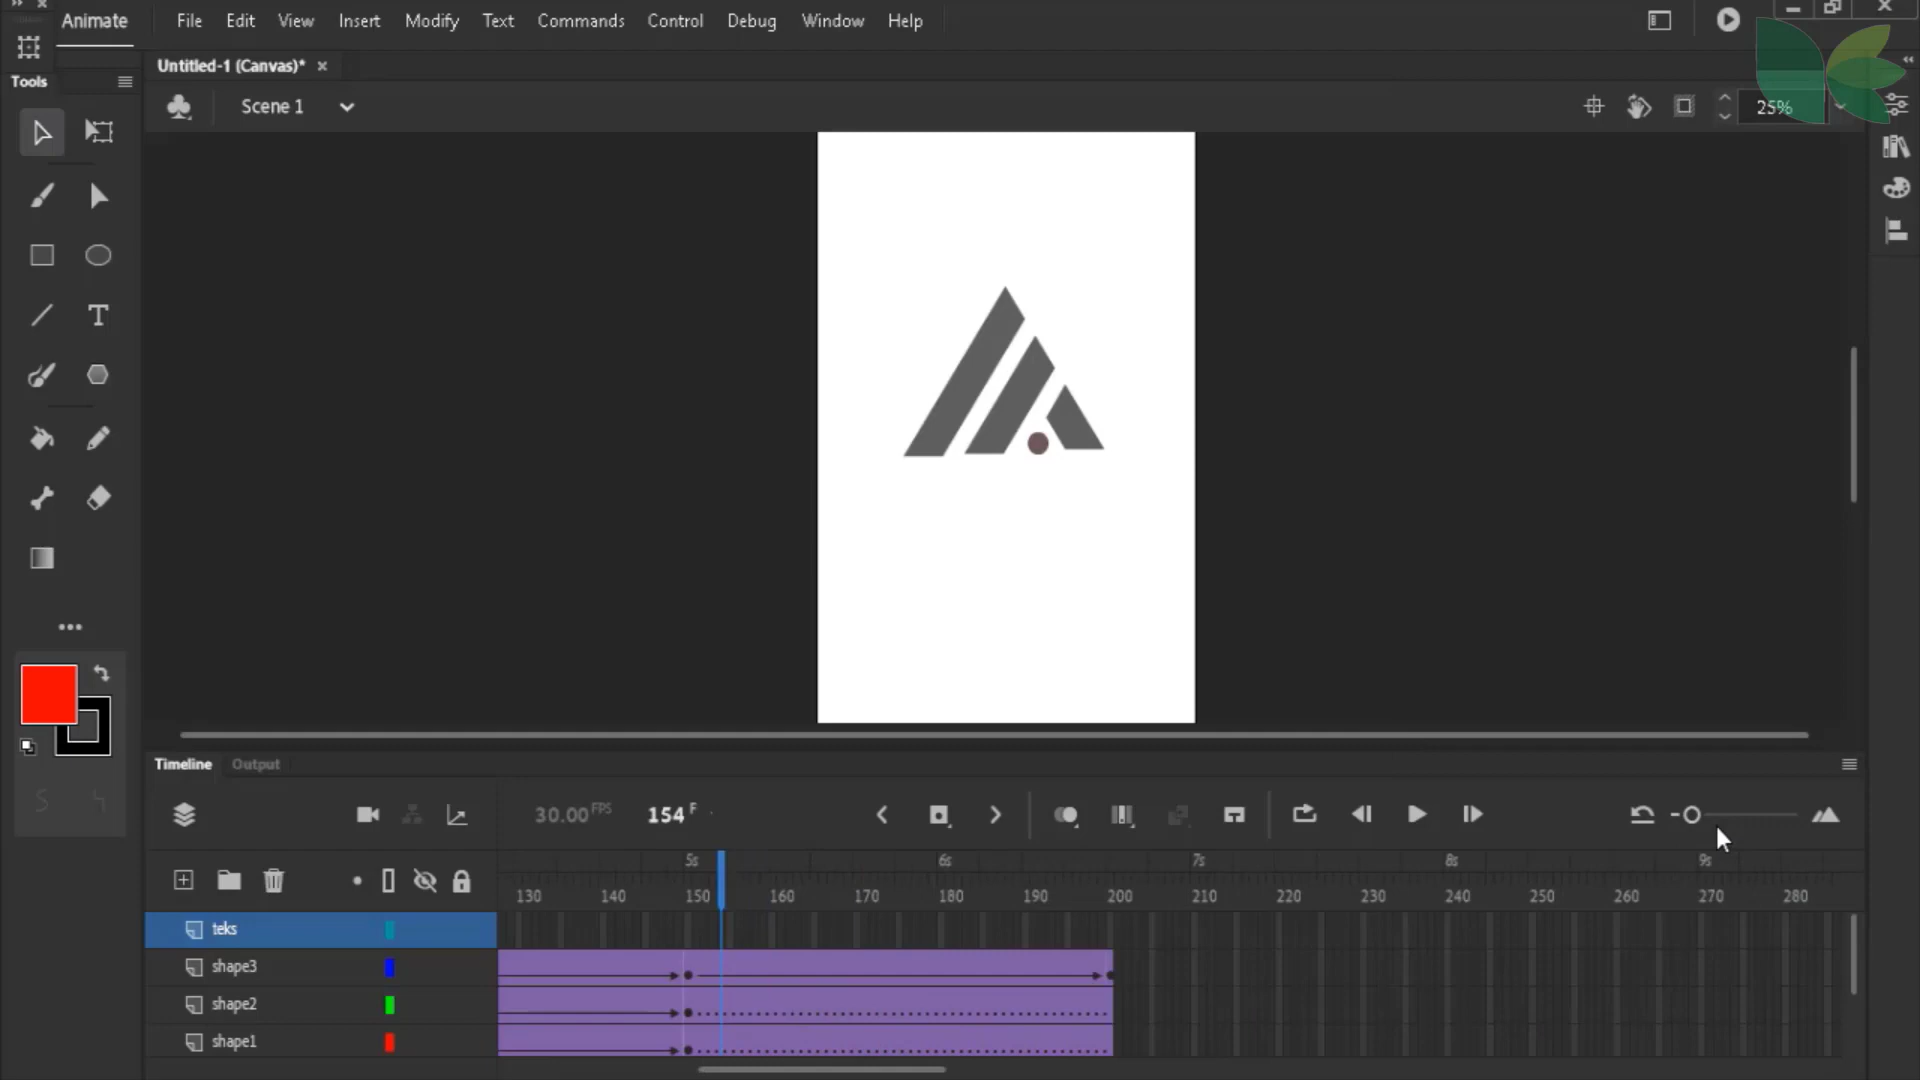 Animate File Edit View Insert Modify Text Commands Control Debug Window Help
Tools
Untitled-1 (Canvas)*
Scene 1
25%
Timeline Output
30.00 FPS 154 F
5s 6s 7s 8s 9s
130 140 150 160 170 180 190 200 210 220 230 240 250 260 270 280
teks
shape3
shape2
shape1